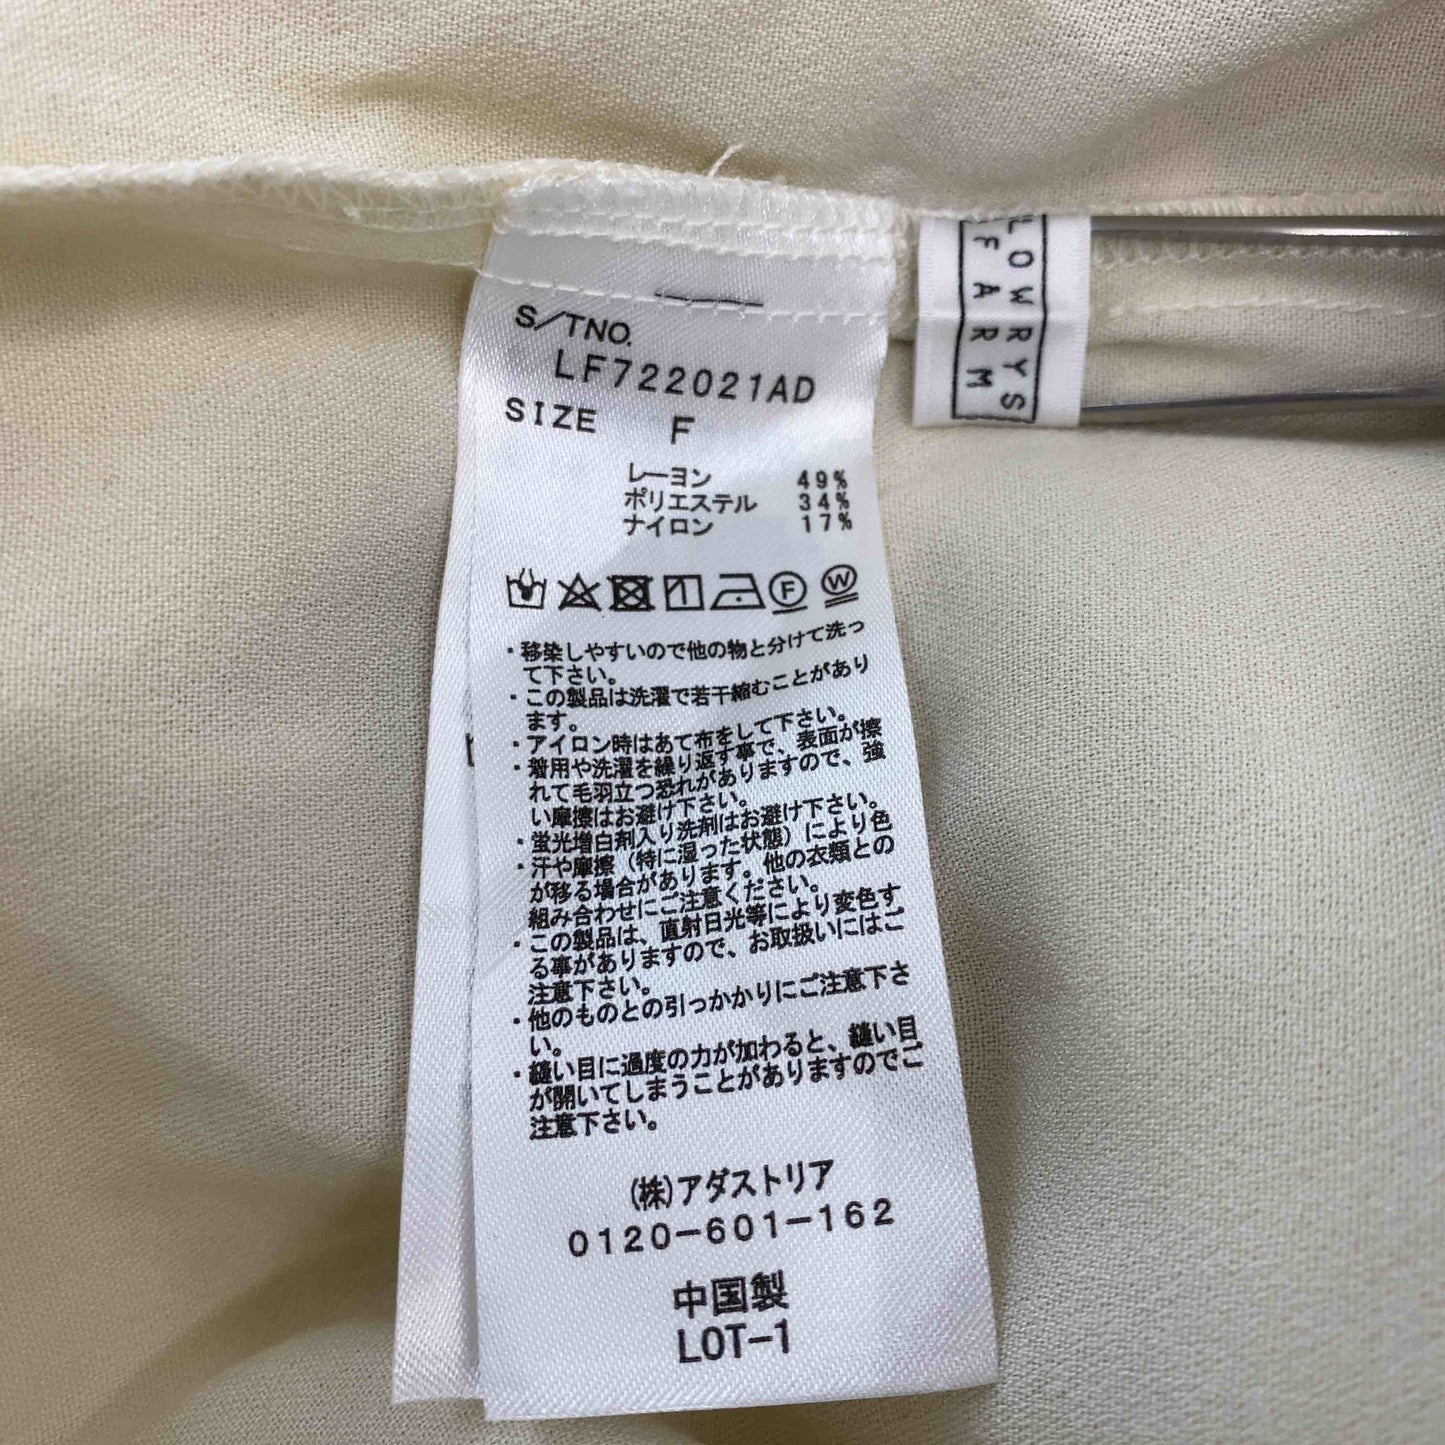 S/TNO.
LF722021AD
SIZE F
レーヨン 49%
ポリエステル 34%
ナイロン 17%
F W
・移染しやすいので他の物と分けて洗っ
て下さい。
・この製品は洗濯で若干縮むことがあり
ます。
・アイロン時はあて布をして下さい。
・着用や洗濯を繰り返す事で、表面が擦
れて毛羽立つ恐れがありますので、強
い摩擦はお避け下さい。
・蛍光増白剤入り洗剤はお避け下さい。
・汗や摩擦（特に湿った状態）により色
が移る場合があります。他の衣類との
組み合わせにご注意ください。
・この製品は、直射日光等により変色す
る事がありますので、お取扱いにはご
注意下さい。
・他のものとの引っかかりにご注意下さ
い。
・縫い目に過度の力が加わると、縫い目
が開いてしまうことがありますのでご
注意下さい。
(株)アダストリア
0120-601-162
中国製
LOT-1
LOWRYS
FARM